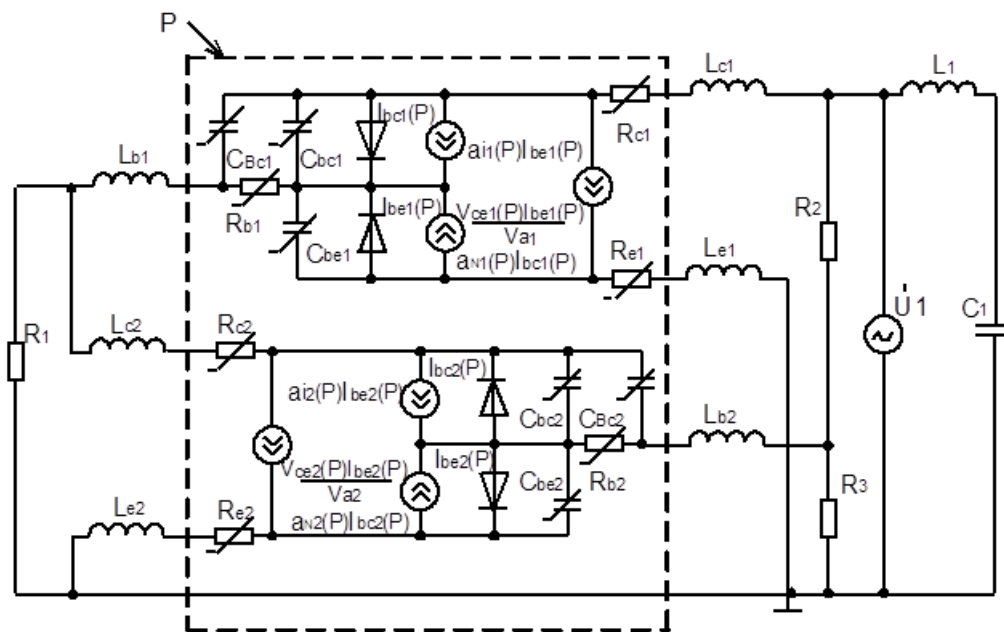 P
Lc1
L1
Ibc1(P)
Rc1
ai1(P)Ibe1(P)
Lb1
CBc1
Cbc1
Rb1
Ibe1(P)
Vce1(P)Ibe1(P)
Va1
Cbe1
aN1(P)Ibc1(P)
Re1
Le1
R2
U̇1
C1
R1
Lc2
Rc2
Ibc2(P)
ai2(P)Ibe2(P)
Cbc2
CBc2
Lb2
Vce2(P)Ibe2(P)
Va2
Ibe2(P)
Cbe2
Rb2
R3
Le2
Re2
aN2(P)Ibc2(P)